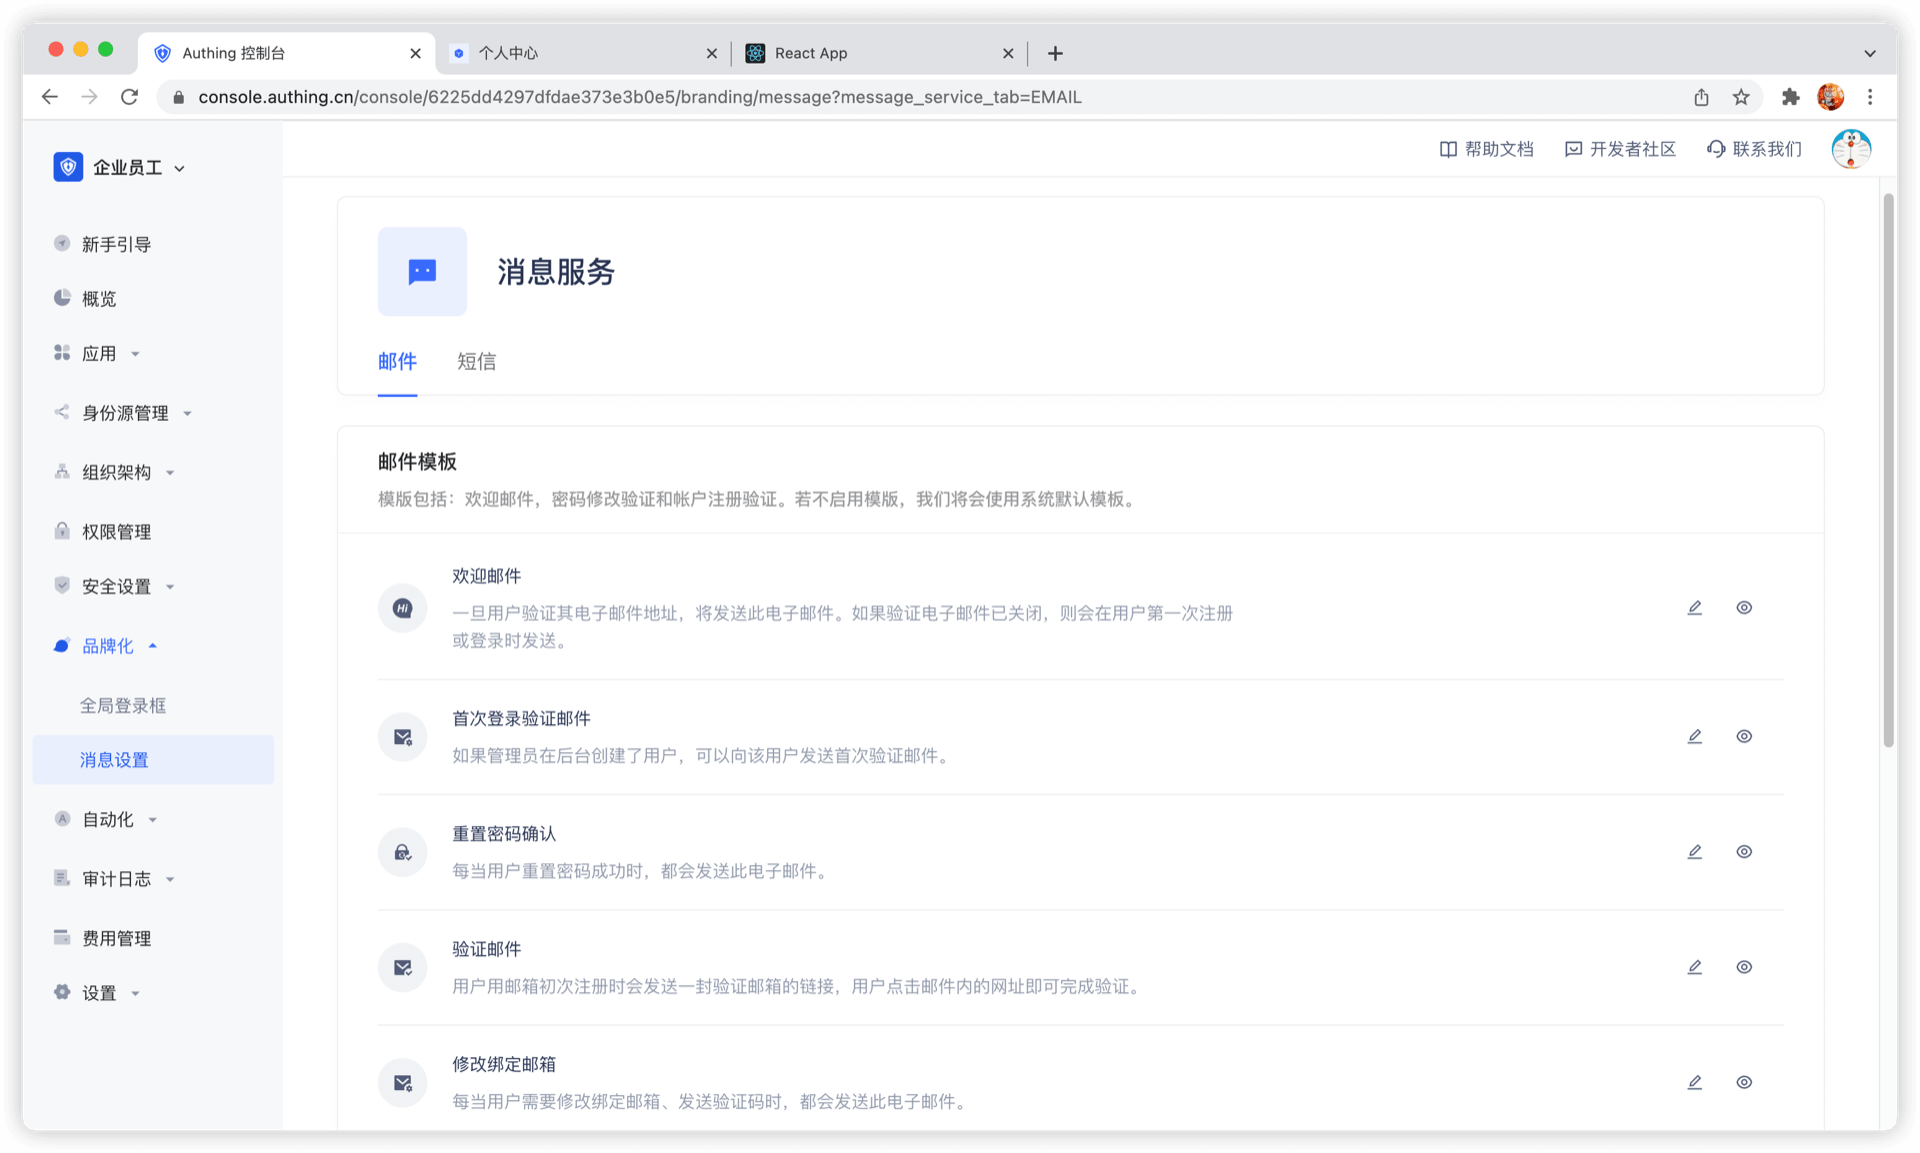 Authing 控制台
个人中心
React App
console.authing.cn/console/6225dd4297dfdae373e3b0e5/branding/message?message_service_tab=EMAIL
企业员工
帮助文档
开发者社区
联系我们
新手引导
概览
应用
身份源管理
组织架构
权限管理
安全设置
品牌化
全局登录框
消息设置
自动化
审计日志
费用管理
设置
消息服务
邮件
短信
邮件模板
模版包括：欢迎邮件，密码修改验证和帐户注册验证。若不启用模版，我们将会使用系统默认模板。
Hi
欢迎邮件
一旦用户验证其电子邮件地址，将发送此电子邮件。如果验证电子邮件已关闭，则会在用户第一次注册
或登录时发送。
首次登录验证邮件
如果管理员在后台创建了用户，可以向该用户发送首次验证邮件。
重置密码确认
每当用户重置密码成功时，都会发送此电子邮件。
验证邮件
用户用邮箱初次注册时会发送一封验证邮箱的链接，用户点击邮件内的网址即可完成验证。
修改绑定邮箱
每当用户需要修改绑定邮箱、发送验证码时，都会发送此电子邮件。